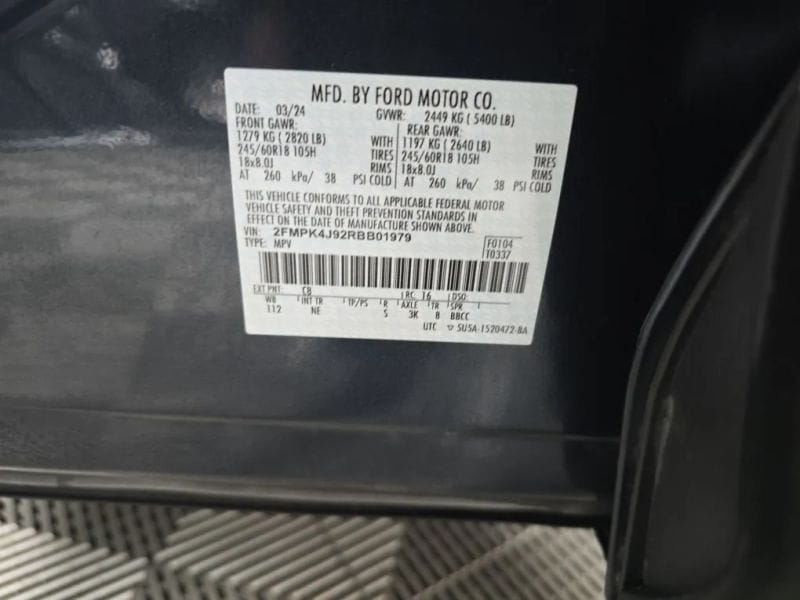 MFD. BY FORD MOTOR CO.
DATE: 03/24 GVWR: 2449 KG ( 5400 LB)
FRONT GAWR: REAR GAWR:
1279 KG ( 2820 LB) WITH 1197 KG ( 2640 LB) WITH
245/60R18 105H TIRES 245/60R18 105H TIRES
18x8.0J RIMS 18x8.0J RIMS
AT 260 kPa/ 38 PSI COLD AT 260 kPa/ 38 PSI COLD
THIS VEHICLE CONFORMS TO ALL APPLICABLE FEDERAL MOTOR
VEHICLE SAFETY AND THEFT PREVENTION STANDARDS IN
EFFECT ON THE DATE OF MANUFACTURE SHOWN ABOVE.
VIN: 2FMPK4J92RBB01979 F0104
TYPE: MPV T0337
EXT PNT: CB RC: 16 DSO:
WB INT TR TP/PS R AXLE TR SPR
112 NE S 3K 8 BBCC
UTC ▽ SU5A-1520472-BA